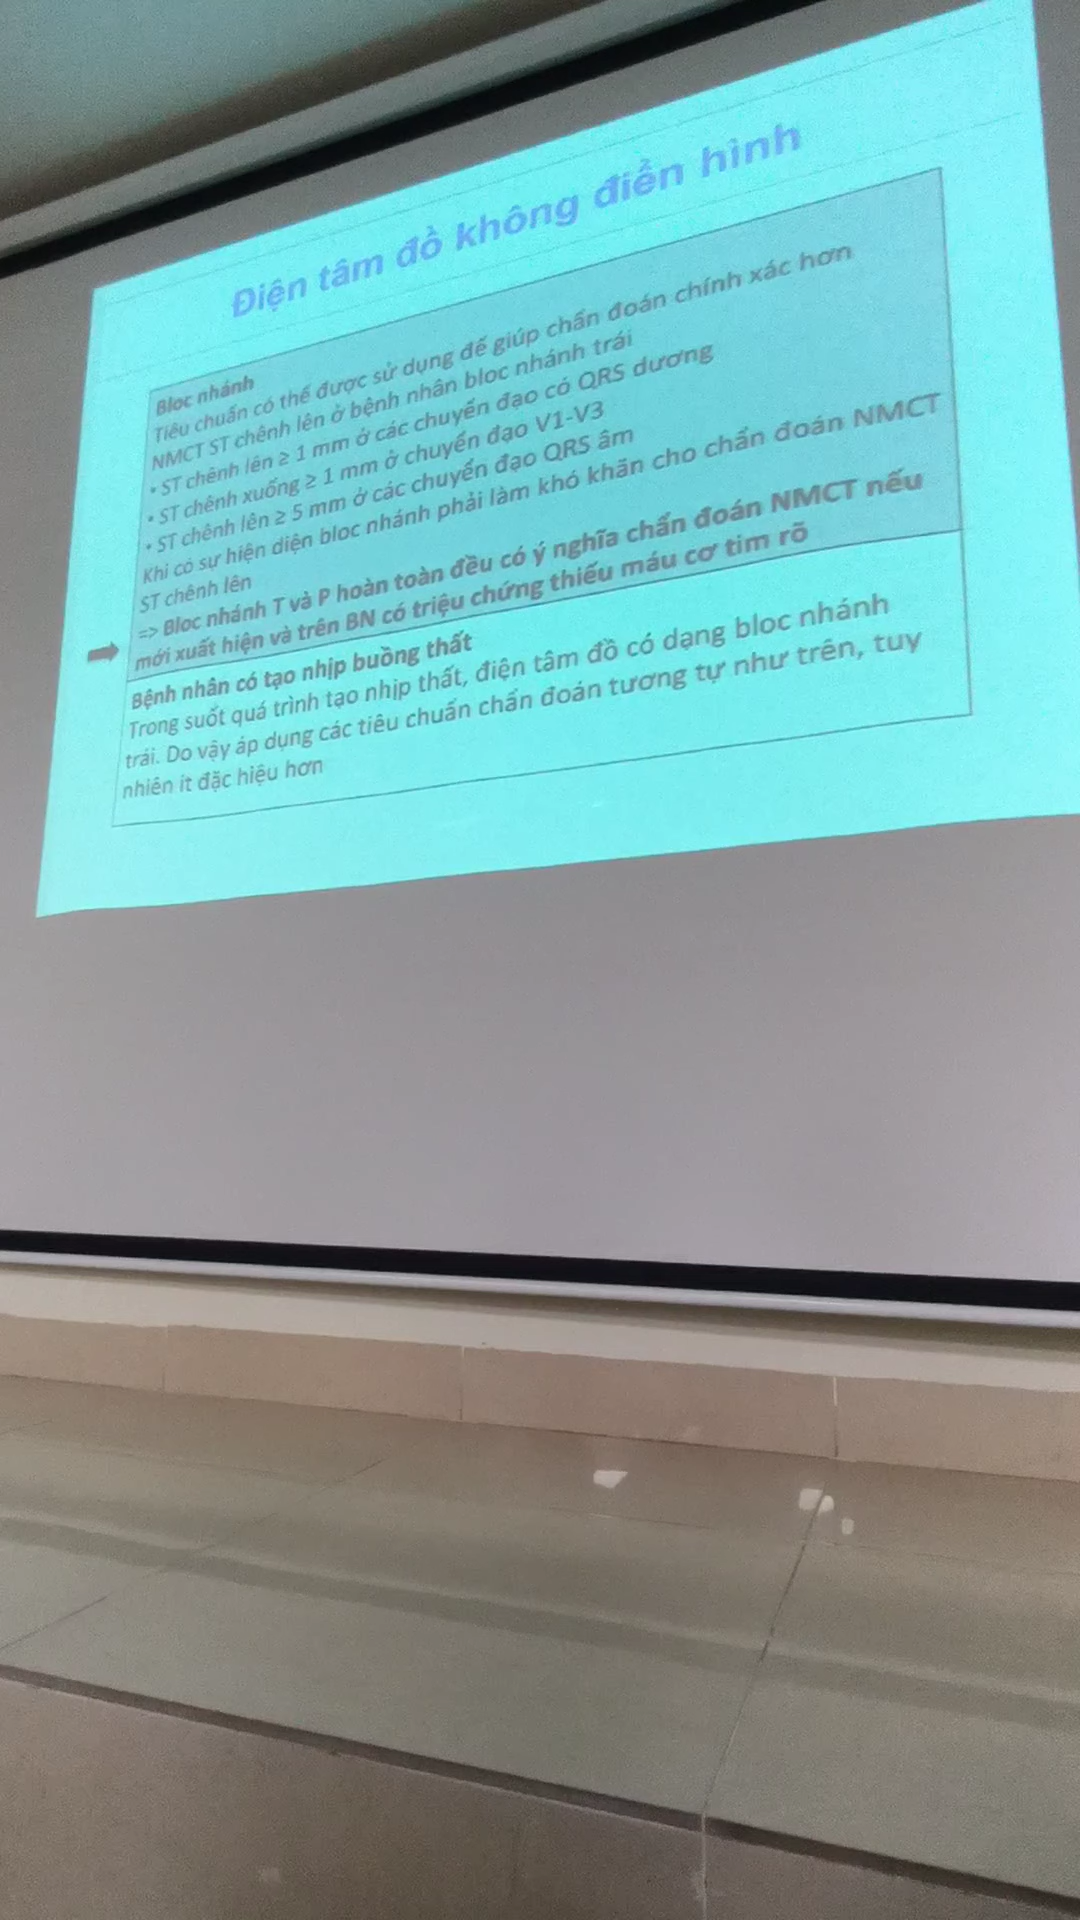 Điện tâm đồ không điển hình
Bloc nhánh
Tiêu chuẩn có thể được sử dụng để giúp chẩn đoán chính xác hơn
NMCT ST chênh lên ở bệnh nhân bloc nhánh trái
• ST chênh lên ≥ 1 mm ở các chuyển đạo có QRS dương
• ST chênh xuống ≥ 1 mm ở chuyển đạo V1-V3
• ST chênh lên ≥ 5 mm ở các chuyển đạo QRS âm
Khi có sự hiện diện bloc nhánh phải làm khó khăn cho chẩn đoán NMCT
ST chênh lên
=> Bloc nhánh T và P hoàn toàn đều có ý nghĩa chẩn đoán NMCT nếu
mới xuất hiện và trên BN có triệu chứng thiếu máu cơ tim rõ
Bệnh nhân có tạo nhịp buồng thất
Trong suốt quá trình tạo nhịp thất, điện tâm đồ có dạng bloc nhánh
trái. Do vậy áp dụng các tiêu chuẩn chẩn đoán tương tự như trên, tuy
nhiên ít đặc hiệu hơn